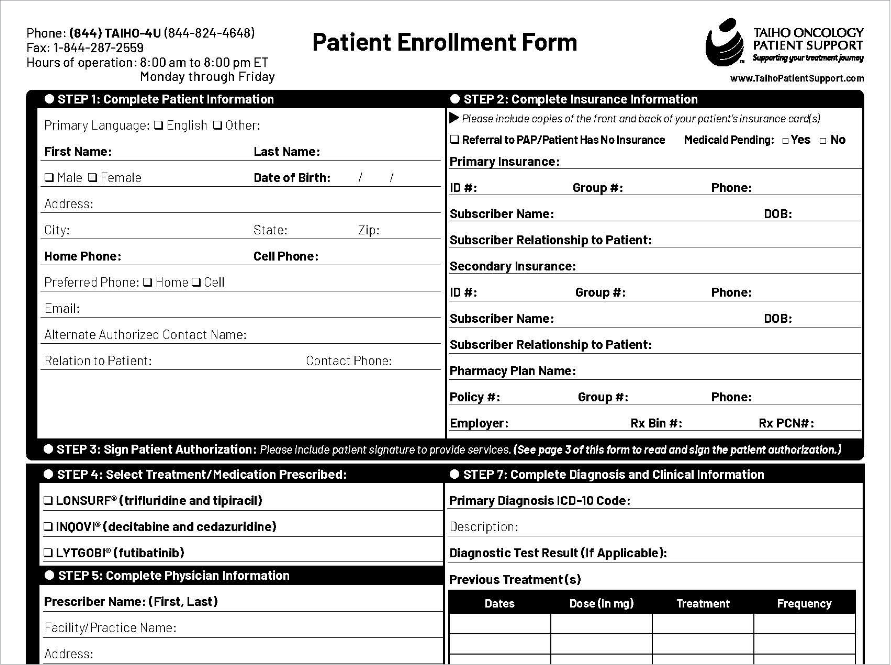 Phone: (844) TAIHO-4U (844-824-4648)
Fax: 1-844-287-2559
Hours of operation: 8:00 am to 8:00 pm ET
Monday through Friday
Patient Enrollment Form
TAIHO ONCOLOGY
PATIENT SUPPORT
Supporting your treatment journey
www.TaihoPatientSupport.com
STEP 1: Complete Patient Information
Primary Language: ❑ English ❑ Other:
First Name: Last Name:
❑ Male ❑ Female Date of Birth: / /
Address:
City: State: Zip:
Home Phone: Cell Phone:
Preferred Phone: ❑ Home ❑ Cell
Email:
Alternate Authorized Contact Name:
Relation to Patient: Contact Phone:
STEP 2: Complete Insurance Information
Please include copies of the front and back of your patient's insurance card(s)
❑ Referral to PAP/Patient Has No Insurance Medicaid Pending: □ Yes □ No
Primary Insurance:
ID #: Group #: Phone:
Subscriber Name: DOB:
Subscriber Relationship to Patient:
Secondary Insurance:
ID #: Group #: Phone:
Subscriber Name: DOB:
Subscriber Relationship to Patient:
Pharmacy Plan Name:
Policy #: Group #: Phone:
Employer: Rx Bin #: Rx PCN#:
STEP 3: Sign Patient Authorization: Please include patient signature to provide services. (See page 3 of this form to read and sign the patient authorization.)
STEP 4: Select Treatment/Medication Prescribed:
❑ LONSURF® (trifluridine and tipiracil)
❑ INQOVI® (decitabine and cedazuridine)
❑ LYTGOBI® (futibatinib)
STEP 5: Complete Physician Information
Prescriber Name: (First, Last)
Facility/Practice Name:
Address:
STEP 7: Complete Diagnosis and Clinical Information
Primary Diagnosis ICD-10 Code:
Description:
Diagnostic Test Result (If Applicable):
Previous Treatment(s)
Dates Dose (in mg) Treatment Frequency